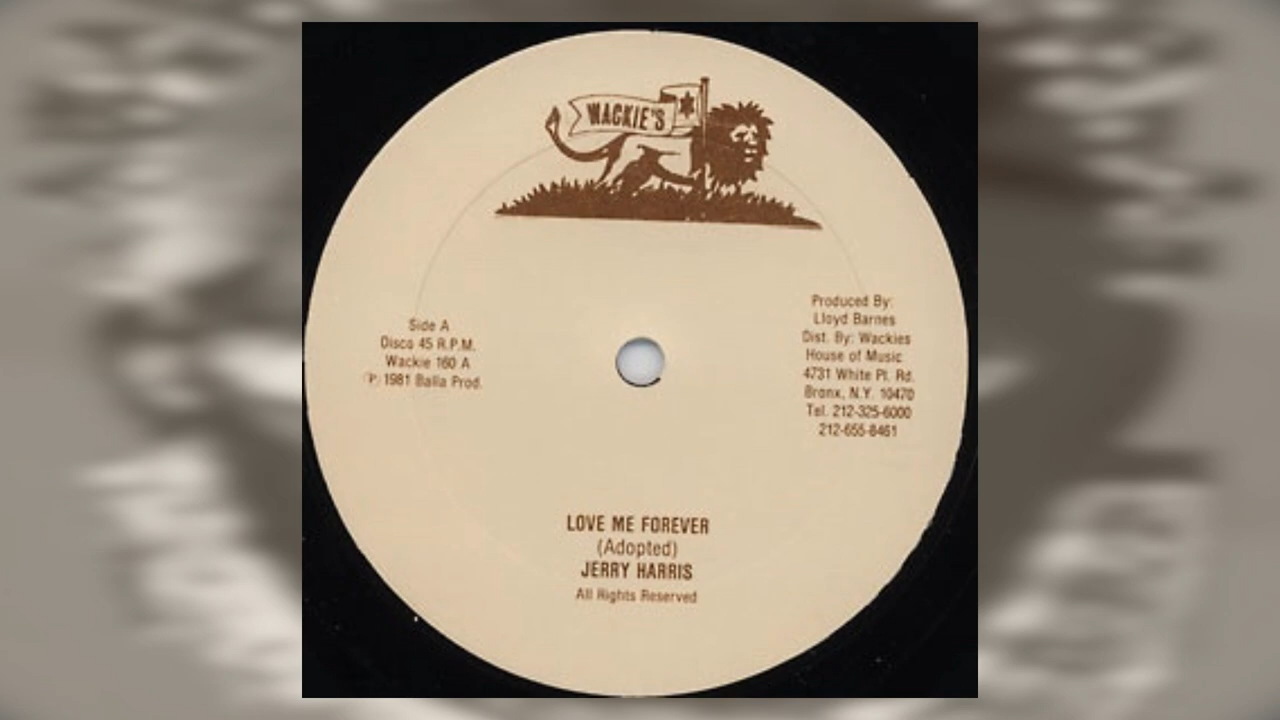 WACKIE'S
Side A
Disco 45 R.P.M.
Wackie 160 A
℗ 1981 Balla Prod.
Produced By:
Lloyd Barnes
Dist. By: Wackies
House of Music
4731 White Pl. Rd.
Bronx, N.Y. 10470
Tel. 212-325-6000
212-655-8461
LOVE ME FOREVER
(Adopted)
JERRY HARRIS
All Rights Reserved